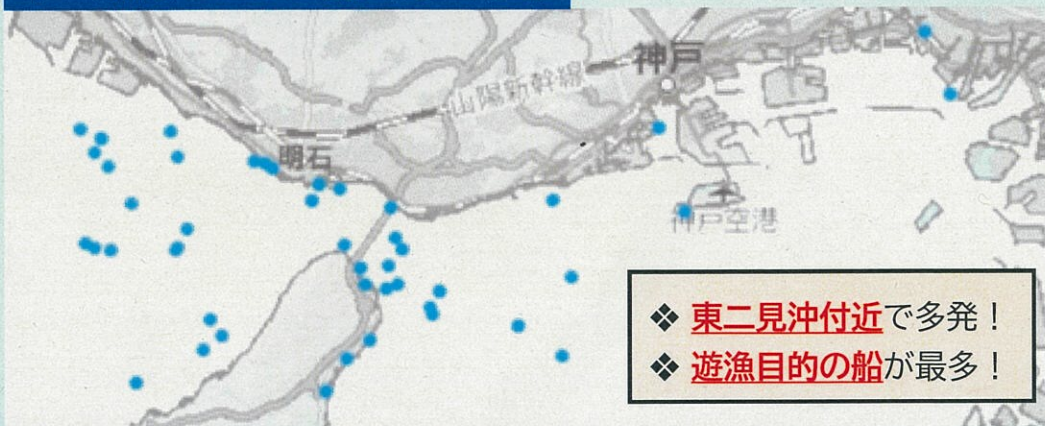 神戸
山陽新幹線
明石
神戸空港
❖ 東二見沖付近で多発！
❖ 遊漁目的の船が最多！